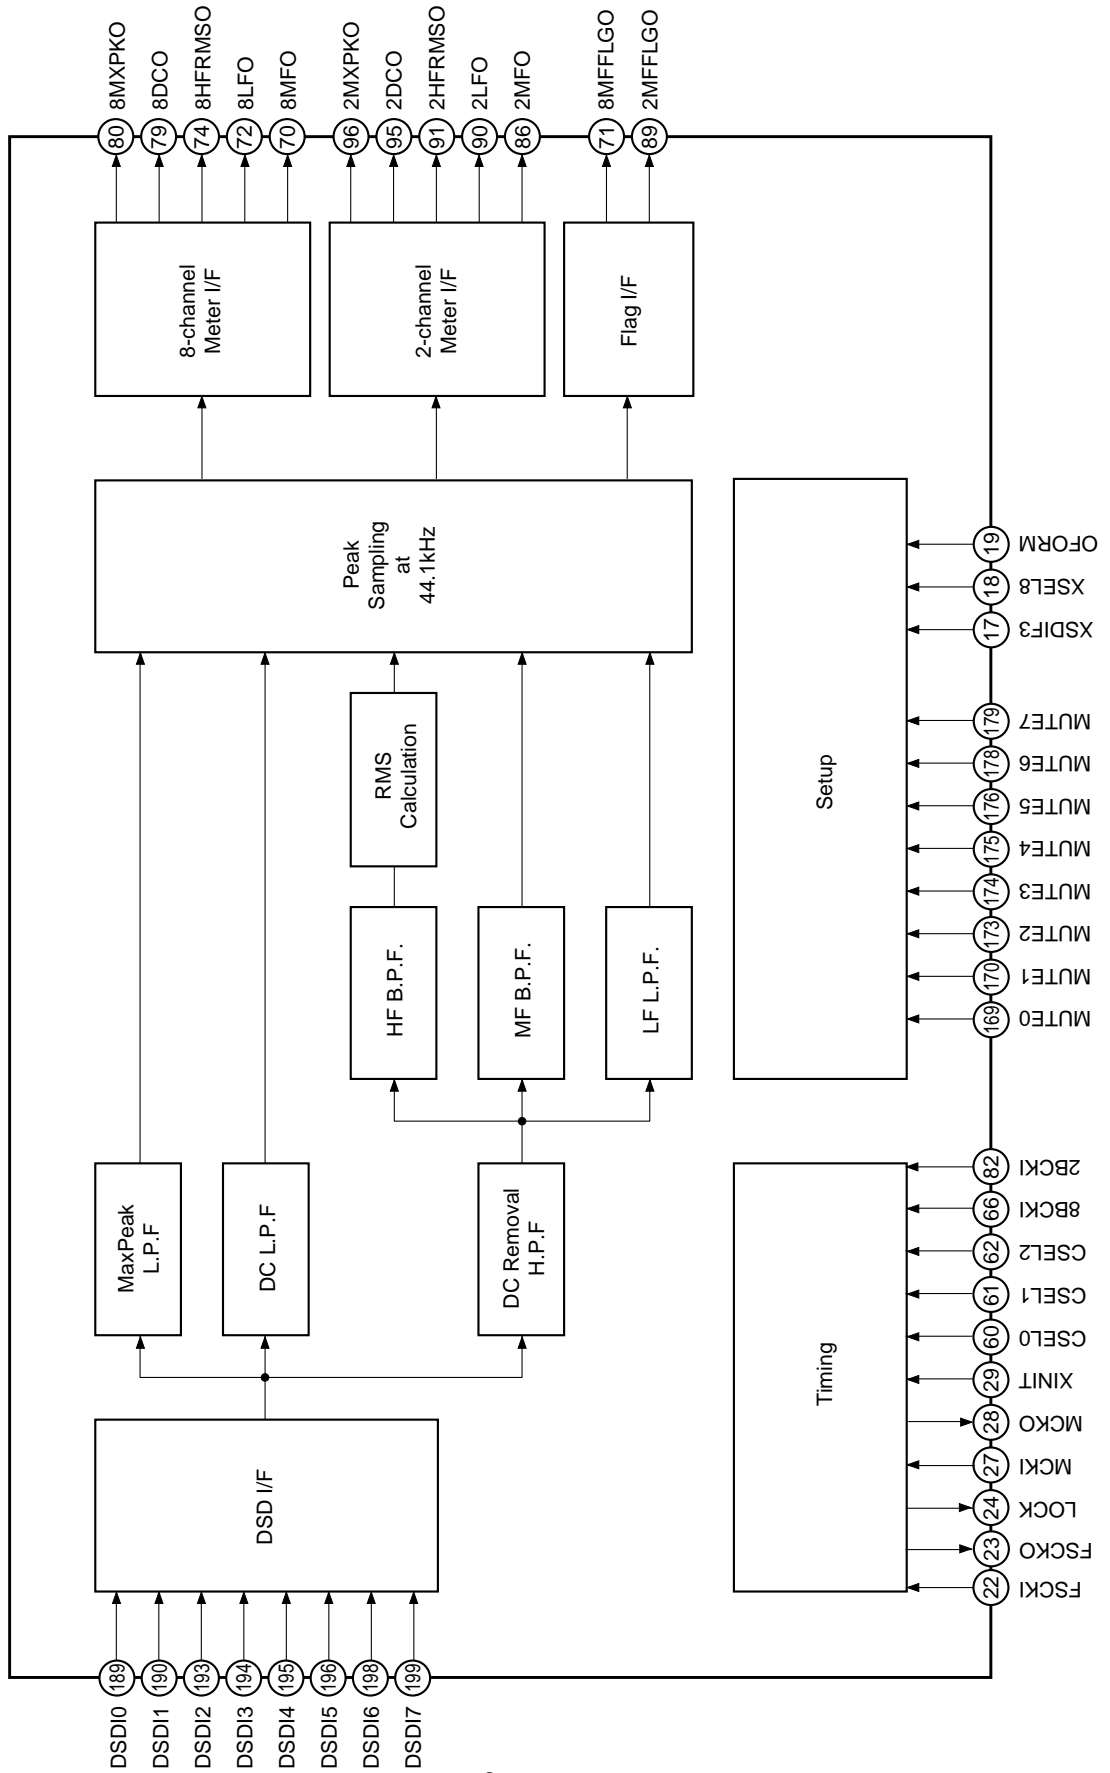 80 8MXPKO
79 8DCO
74 8HFRMSO
72 8LFO
70 8MFO
96 2MXPKO
95 2DCO
91 2HFRMSO
90 2LFO
86 2MFO
71 8MFFLGO
89 2MFFLGO
8-channel
Meter I/F
2-channel
Meter I/F
Flag I/F
Peak
Sampling
at
44.1kHz
RMS
Calculation
HF B.P.F.
MF B.P.F.
LF L.P.F.
MaxPeak
L.P.F
DC L.P.F
DC Removal
H.P.F
DSD I/F
DSDI0 189
DSDI1 190
DSDI2 193
DSDI3 194
DSDI4 195
DSDI5 196
DSDI6 198
DSDI7 199
Setup
19 OFORM
18 XSEL8
17 XSDIF3
179 MUTE7
178 MUTE6
176 MUTE5
175 MUTE4
174 MUTE3
173 MUTE2
170 MUTE1
169 MUTE0
Timing
82 2BCKI
66 8BCKI
62 CSEL2
61 CSEL1
60 CSEL0
29 XINIT
28 MCKO
27 MCKI
24 LOCK
23 FSCKO
22 FSCKI